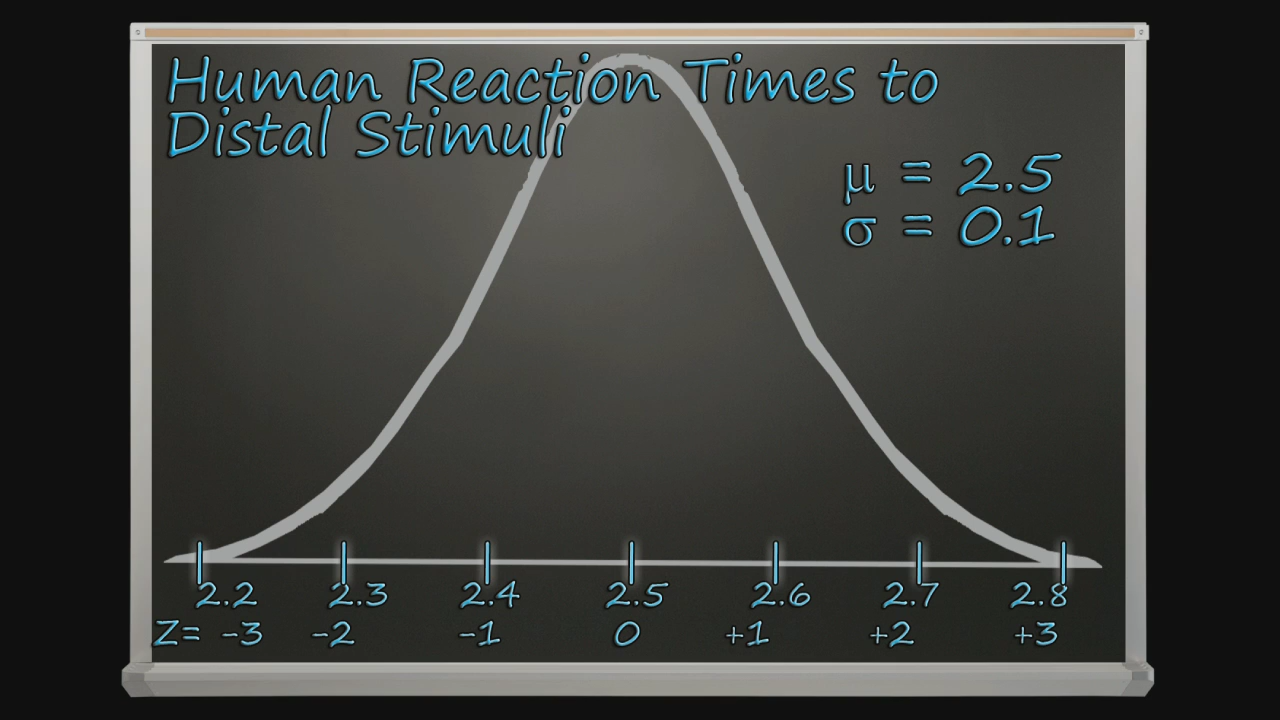 Human Reaction Times to
Distal Stimuli
μ = 2.5
σ = 0.1
2.2 2.3 2.4 2.5 2.6 2.7 2.8
Z= -3 -2 -1 0 +1 +2 +3